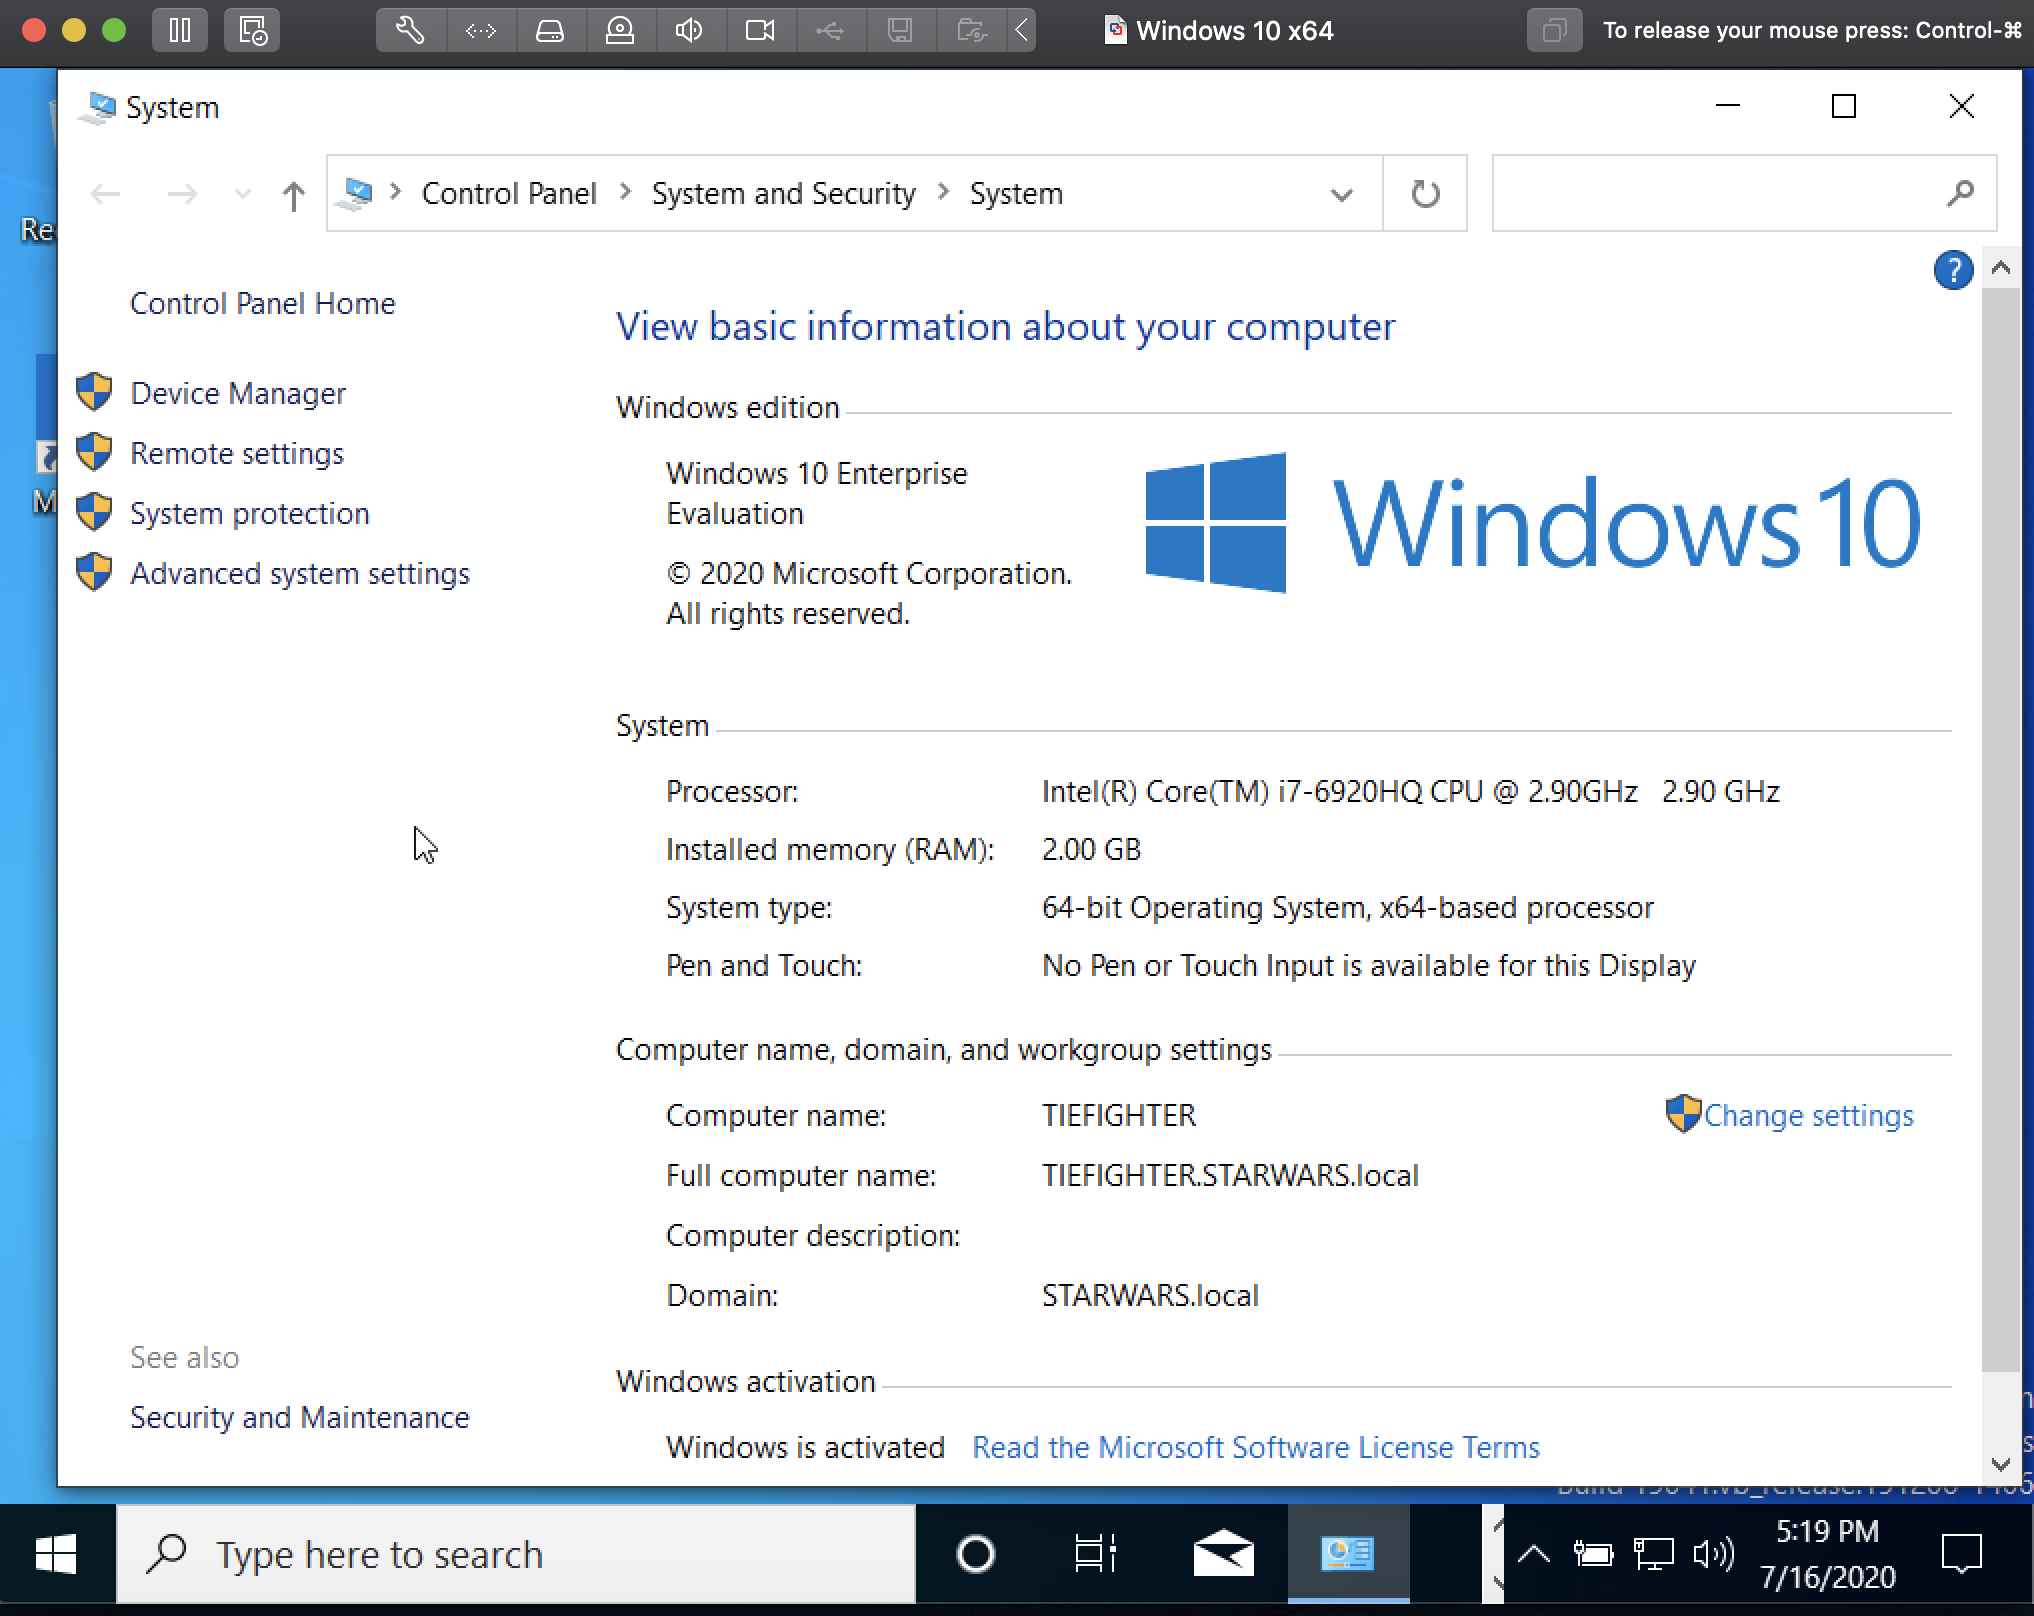 Windows 10 x64
To release your mouse press: Control-⌘
System
Control Panel > System and Security > System
Control Panel Home
Device Manager
Remote settings
System protection
Advanced system settings
View basic information about your computer
Windows edition
Windows 10 Enterprise
Evaluation
© 2020 Microsoft Corporation.
All rights reserved.
Windows 10
System
Processor: Intel(R) Core(TM) i7-6920HQ CPU @ 2.90GHz 2.90 GHz
Installed memory (RAM): 2.00 GB
System type: 64-bit Operating System, x64-based processor
Pen and Touch: No Pen or Touch Input is available for this Display
Computer name, domain, and workgroup settings
Computer name: TIEFIGHTER
Change settings
Full computer name: TIEFIGHTER.STARWARS.local
Computer description:
Domain: STARWARS.local
See also
Security and Maintenance
Windows activation
Windows is activated Read the Microsoft Software License Terms
Type here to search
5:19 PM
7/16/2020